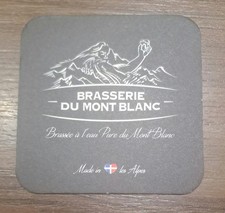 BRASSERIE
DU MONT BLANC
Brassée à l'eau Pure du Mont Blanc
Made in les Alpes